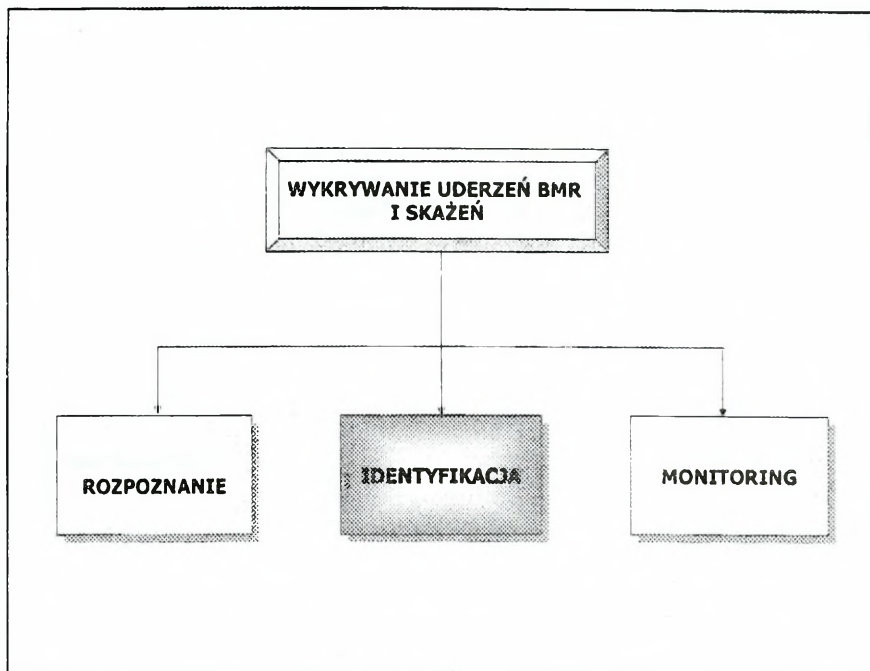 WYKRYWANIE UDERZEŃ BMR
I SKAŻEŃ
ROZPOZNANIE
IDENTYFIKACJA
MONITORING